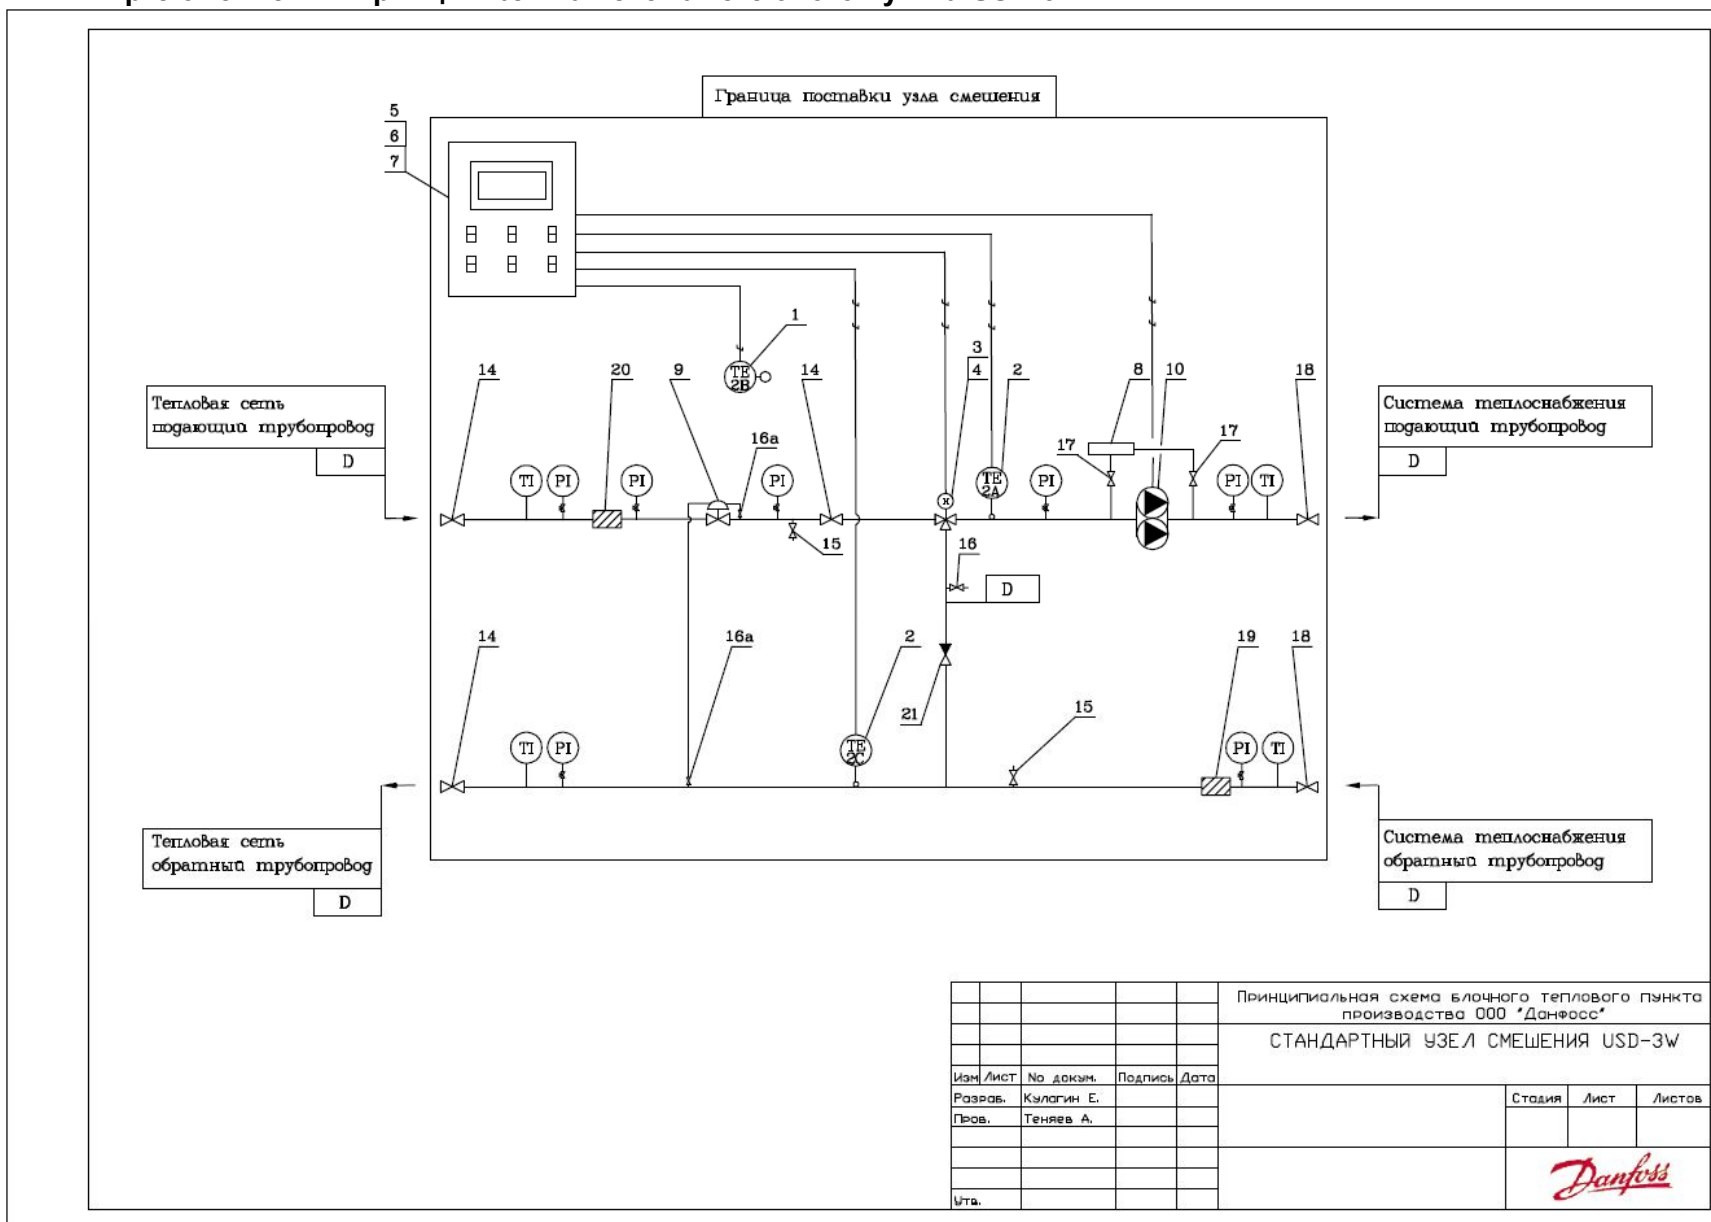 Граница поставки узла смешения
5
6
7
1
3
14
20
9
14
4
2
8
10
18
TE
2B
Тепловая сеть
подающий трубопровод
D
Система теплоснабжения
подающий трубопровод
D
16a
17
17
TI
PI
PI
PI
TE
2A
PI
PI
TI
15
16
D
14
16a
2
19
18
21
15
TI
PI
TE
2C
PI
TI
Тепловая сеть
обратный трубопровод
D
Система теплоснабжения
обратный трубопровод
D
Принципиальная схема блочного теплового пункта
производства ООО "Данфосс"
СТАНДАРТНЫЙ УЗЕЛ СМЕШЕНИЯ USD-3W
Изм Лист No докум. Подпись Дата
Разраб. Кулагин Е.
Стадия Лист Листов
Пров. Теняев А.
Утв.
Danfoss